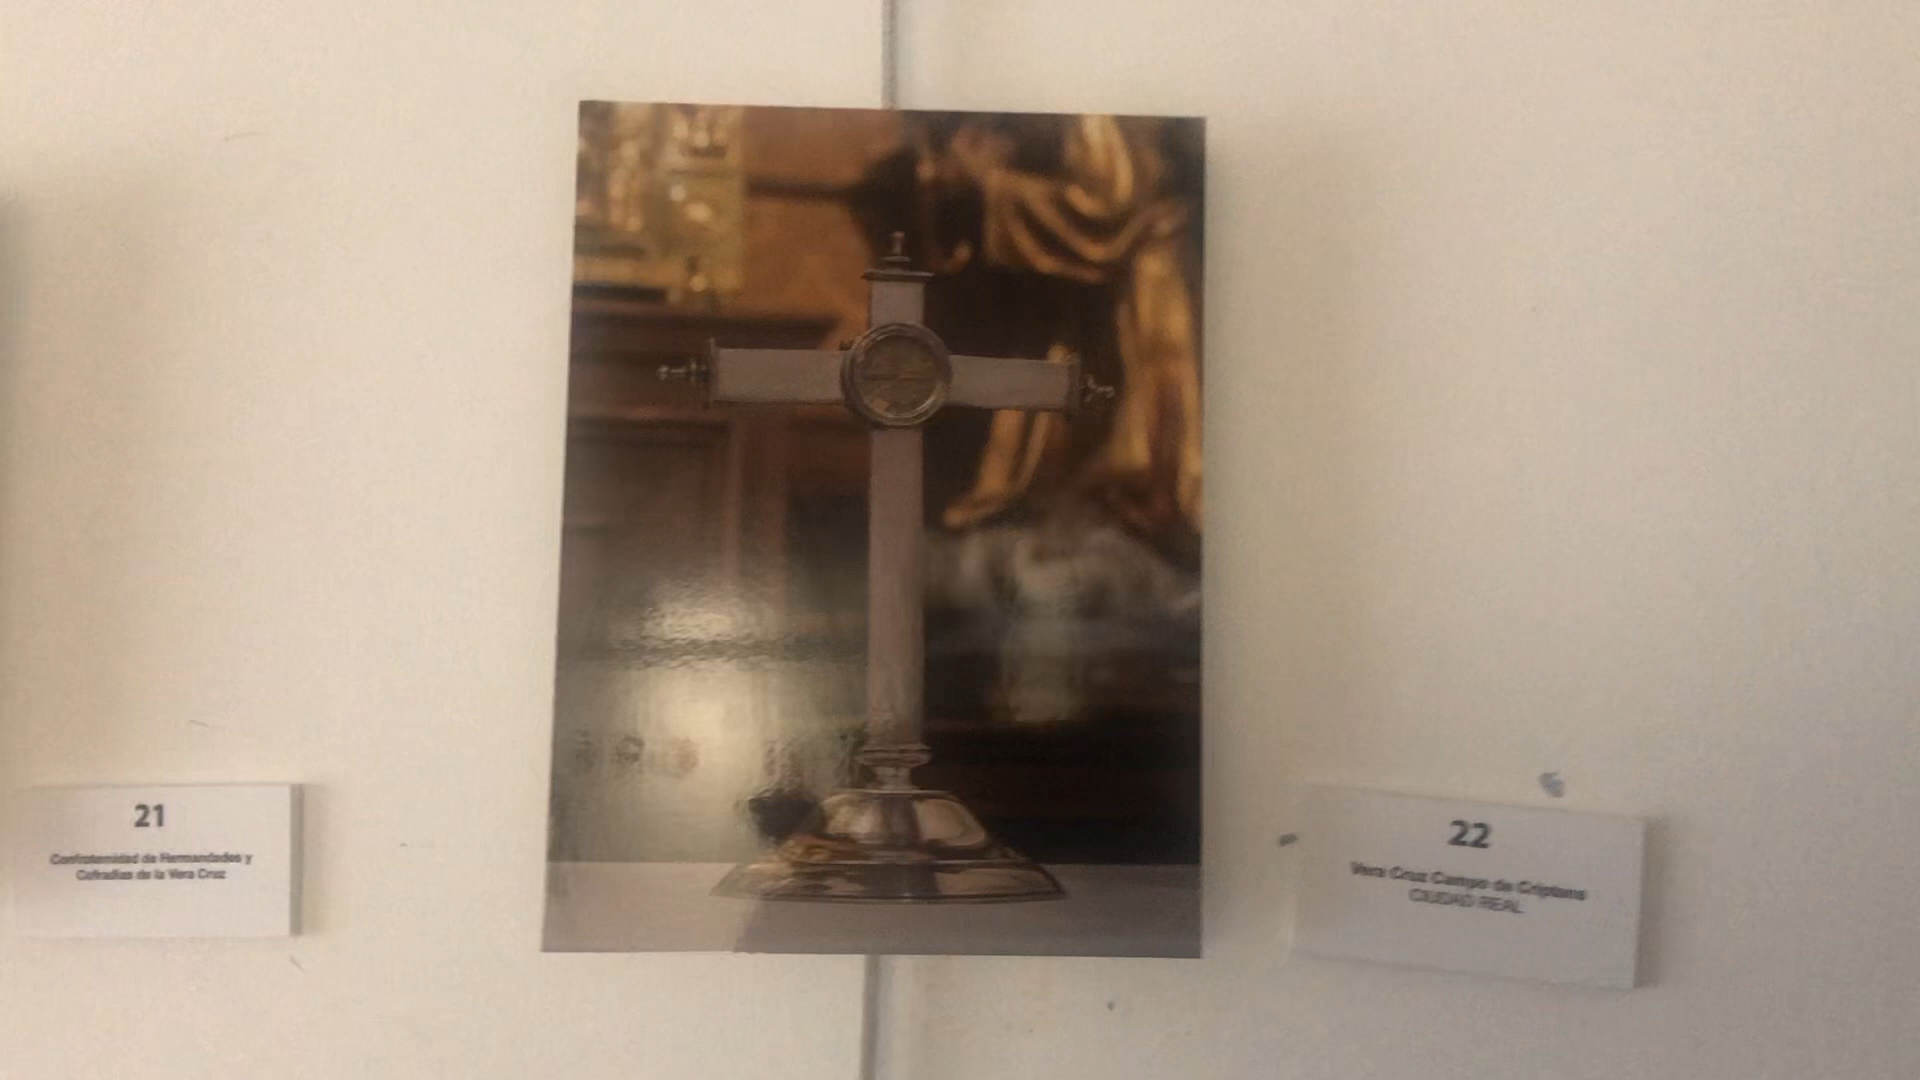 21
Confraternidad de Hermandades y
Cofradías de la Vera Cruz
22
Vera Cruz Campo de Criptana
CIUDAD REAL